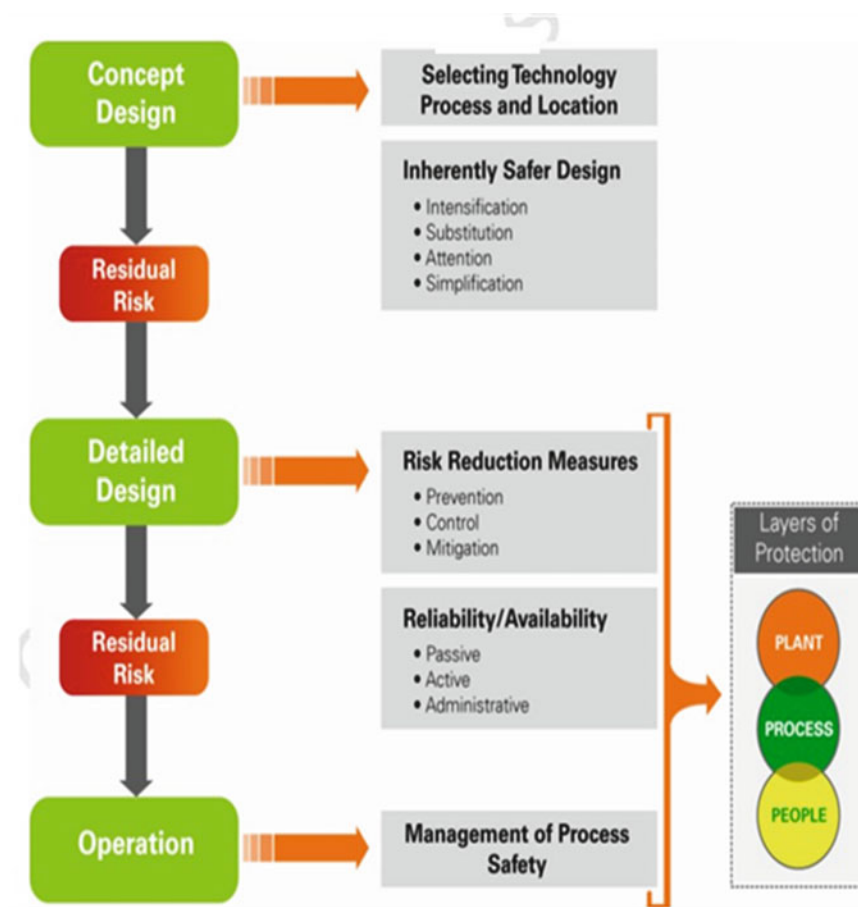 Concept
Design
Selecting Technology
Process and Location
Inherently Safer Design
• Intensification
• Substitution
• Attention
• Simplification
Residual
Risk
Detailed
Design
Risk Reduction Measures
• Prevention
• Control
• Mitigation
Reliability/Availability
• Passive
• Active
• Administrative
Layers of
Protection
PLANT
PROCESS
PEOPLE
Residual
Risk
Operation
Management of Process
Safety